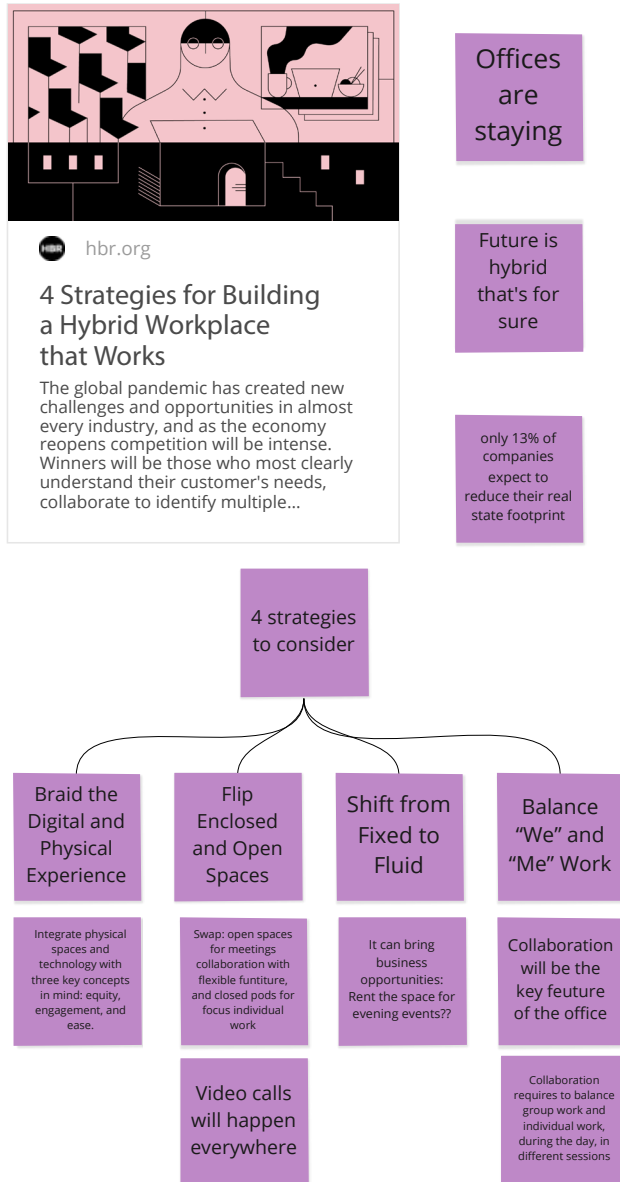 HBR
hbr.org
4 Strategies for Building
a Hybrid Workplace
that Works
The global pandemic has created new
challenges and opportunities in almost
every industry, and as the economy
reopens competition will be intense.
Winners will be those who most clearly
understand their customer's needs,
collaborate to identify multiple...
Offices
are
staying
Future is
hybrid
that's for
sure
only 13% of
companies
expect to
reduce their real
state footprint
4 strategies
to consider
Braid the
Digital and
Physical
Experience
Integrate physical
spaces and
technology with
three key concepts
in mind: equity,
engagement, and
ease.
Flip
Enclosed
and Open
Spaces
Swap: open spaces
for meetings
collaboration with
flexible funtiture,
and closed pods for
focus individual
work
Video calls
will happen
everywhere
Shift from
Fixed to
Fluid
It can bring
business
opportunities:
Rent the space for
evening events??
Balance
“We” and
“Me” Work
Collaboration
will be the
key feuture
of the office
Collaboration
requires to balance
group work and
individual work,
during the day, in
different sessions